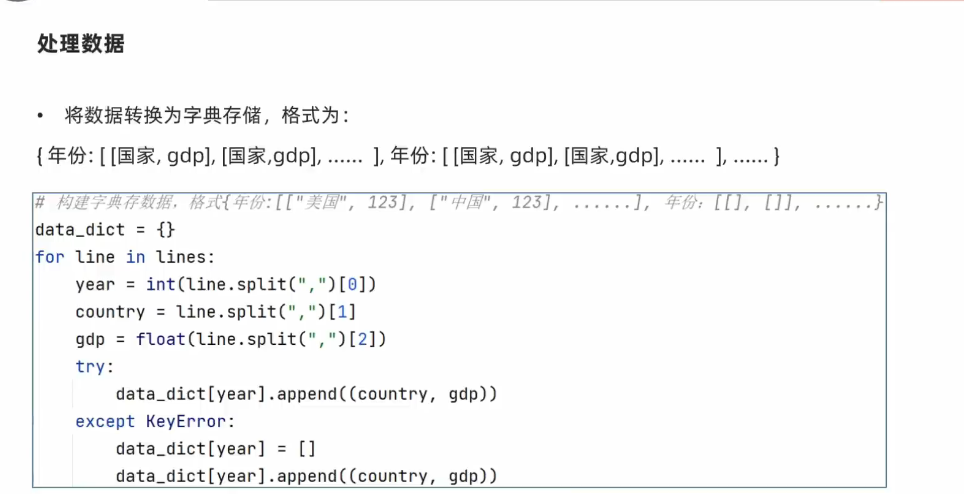 处理数据
• 将数据转换为字典存储，格式为：
{ 年份: [ [国家, gdp], [国家,gdp], ...... ], 年份: [ [国家, gdp], [国家,gdp], ...... ], ...... }
# 构建字典存数据，格式{年份:[["美国", 123], ["中国", 123], ......], 年份：[[], []], ......}
data_dict = {}
for line in lines:
    year = int(line.split(",")[0])
    country = line.split(",")[1]
    gdp = float(line.split(",")[2])
    try:
        data_dict[year].append((country, gdp))
    except KeyError:
        data_dict[year] = []
        data_dict[year].append((country, gdp))